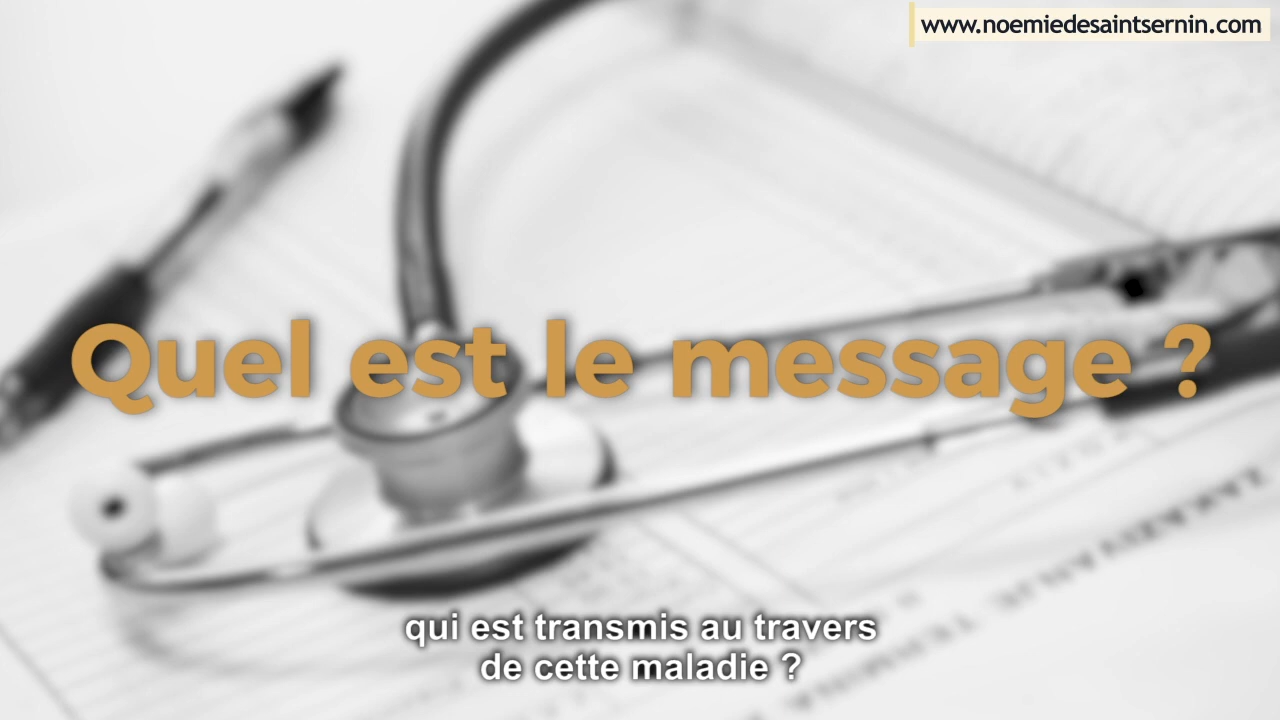 www.noemiedesaintsernin.com
Quel est le message ?
qui est transmis au travers
de cette maladie ?